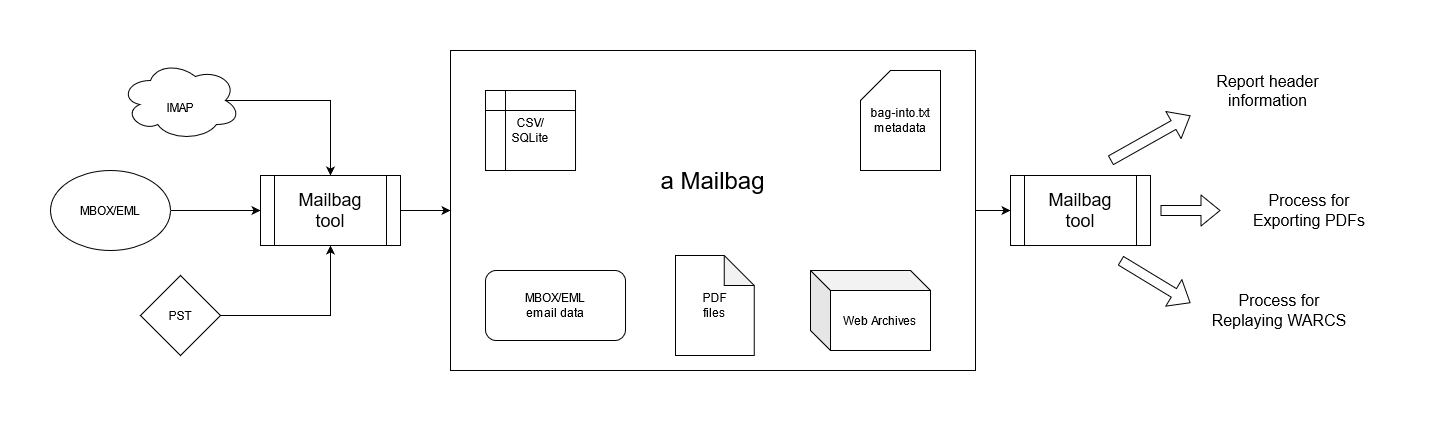 IMAP
MBOX/EML
PST
Mailbag
tool
CSV/
SQLite
bag-into.txt
metadata
a Mailbag
MBOX/EML
email data
PDF
files
Web Archives
Mailbag
tool
Report header
information
Process for
Exporting PDFs
Process for
Replaying WARCS